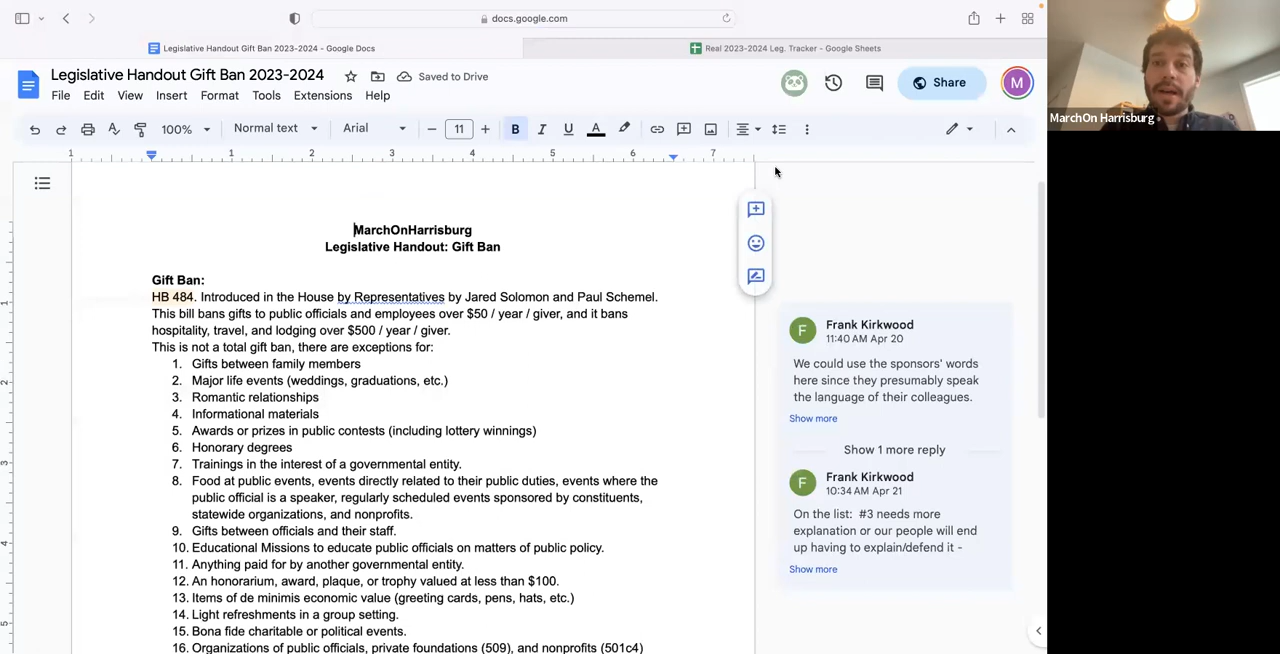 docs.google.com
Legislative Handout Gift Ban 2023-2024 - Google Docs
Real 2023-2024 Leg. Tracker - Google Sheets
Legislative Handout Gift Ban 2023-2024
Saved to Drive
File Edit View Insert Format Tools Extensions Help
Share
M
100% Normal text Arial 11 B I U A
1 1 2 3 4 5 6 7
MarchOnHarrisburg
Legislative Handout: Gift Ban
Gift Ban:
HB 484. Introduced in the House by Representatives by Jared Solomon and Paul Schemel.
This bill bans gifts to public officials and employees over $50 / year / giver, and it bans
hospitality, travel, and lodging over $500 / year / giver.
This is not a total gift ban, there are exceptions for:
1. Gifts between family members
2. Major life events (weddings, graduations, etc.)
3. Romantic relationships
4. Informational materials
5. Awards or prizes in public contests (including lottery winnings)
6. Honorary degrees
7. Trainings in the interest of a governmental entity.
8. Food at public events, events directly related to their public duties, events where the
public official is a speaker, regularly scheduled events sponsored by constituents,
statewide organizations, and nonprofits.
9. Gifts between officials and their staff.
10. Educational Missions to educate public officials on matters of public policy.
11. Anything paid for by another governmental entity.
12. An honorarium, award, plaque, or trophy valued at less than $100.
13. Items of de minimis economic value (greeting cards, pens, hats, etc.)
14. Light refreshments in a group setting.
15. Bona fide charitable or political events.
16. Organizations of public officials, private foundations (509), and nonprofits (501c4)
1
2
3
4
5
F
Frank Kirkwood
11:40 AM Apr 20
We could use the sponsors' words
here since they presumably speak
the language of their colleagues.
Show more
Show 1 more reply
F
Frank Kirkwood
10:34 AM Apr 21
On the list: #3 needs more
explanation or our people will end
up having to explain/defend it -
Show more
MarchOn Harrisburg